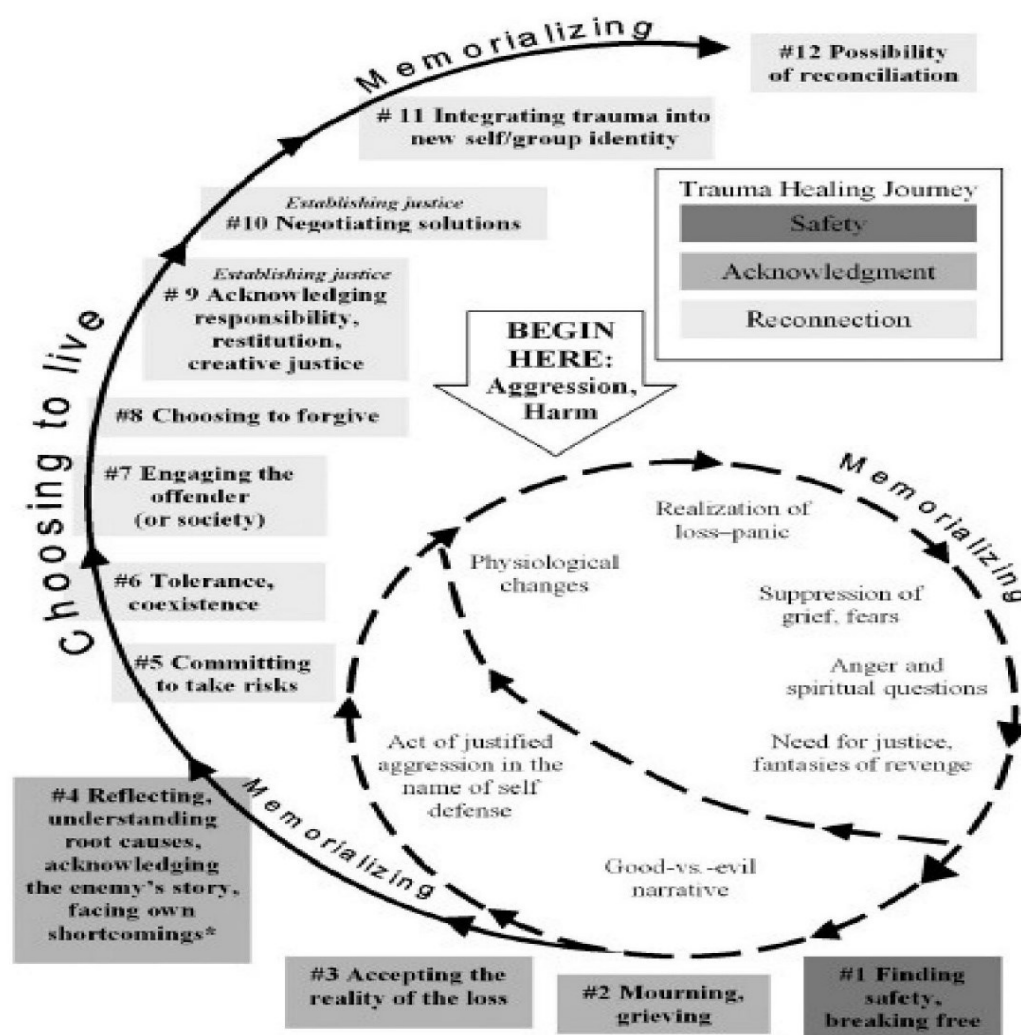 Memorializing
#12 Possibility
of reconciliation
# 11 Integrating trauma into
new self/group identity
Trauma Healing Journey
Safety
Acknowledgment
Reconnection
Establishing justice
#10 Negotiating solutions
Establishing justice
# 9 Acknowledging
responsibility,
restitution,
creative justice
BEGIN
HERE:
Aggression,
Harm
Choosing to live
#8 Choosing to forgive
#7 Engaging the
offender
(or society)
#6 Tolerance,
coexistence
#5 Committing
to take risks
Memorializing
Realization of
loss–panic
Physiological
changes
Suppression of
grief, fears
Anger and
spiritual questions
Need for justice,
fantasies of revenge
Act of justified
aggression in the
name of self
defense
Good-vs.-evil
narrative
Memorializing
#4 Reflecting,
understanding
root causes,
acknowledging
the enemy's story,
facing own
shortcomings*
#3 Accepting the
reality of the loss
#2 Mourning,
grieving
#1 Finding
safety,
breaking free